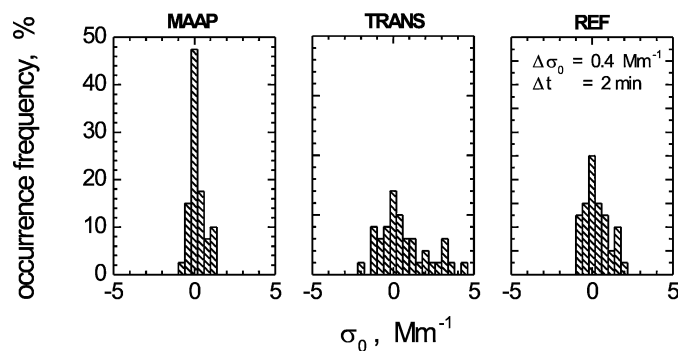 MAAP TRANS REF
occurrence frequency, %
50
40
30
20
10
0
Δσ₀ = 0.4 Mm⁻¹
Δt = 2 min
-5 0 5 -5 0 5 -5 0 5
σ₀ , Mm⁻¹